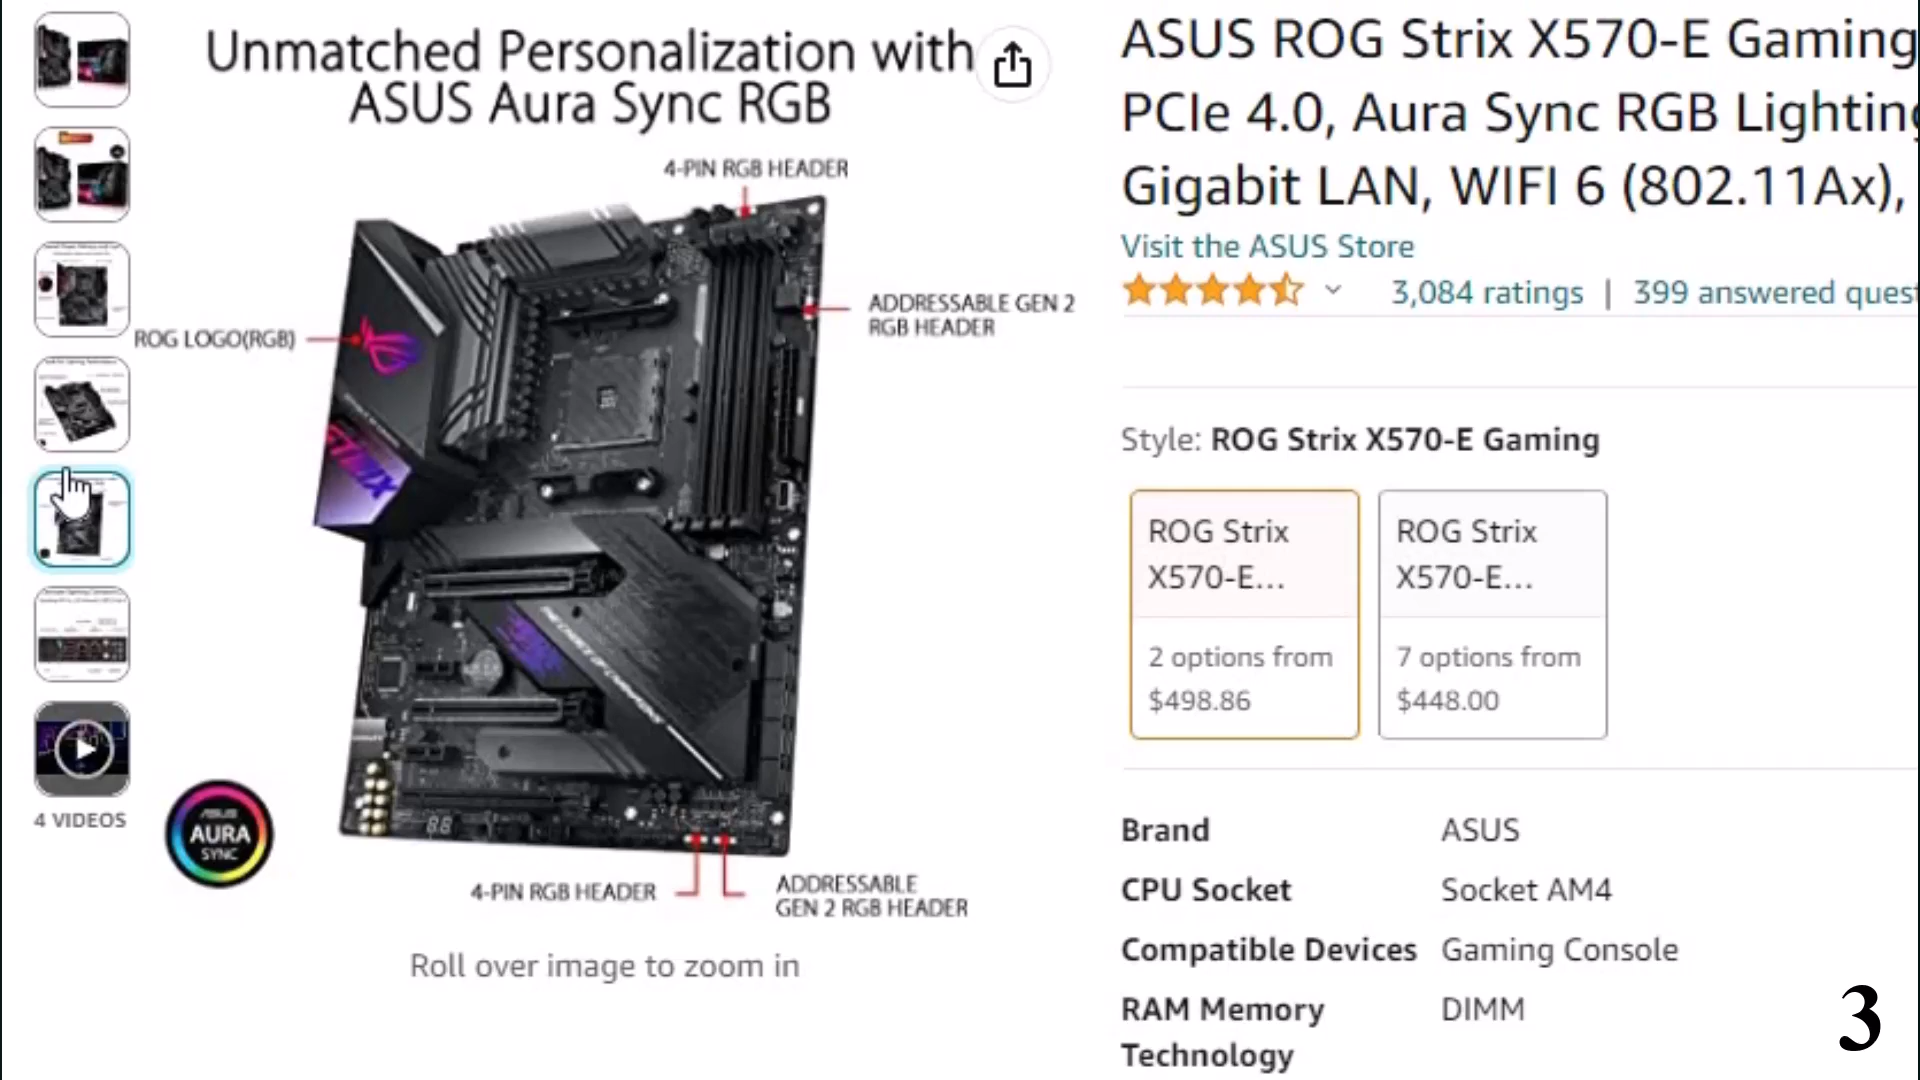 Unmatched Personalization with
ASUS Aura Sync RGB
4-PIN RGB HEADER
ADDRESSABLE GEN 2
RGB HEADER
ROG LOGO(RGB)
4-PIN RGB HEADER
ADDRESSABLE
GEN 2 RGB HEADER
ASUS
AURA
SYNC
4 VIDEOS
Roll over image to zoom in
ASUS ROG Strix X570-E Gaming
PCIe 4.0, Aura Sync RGB Lighting
Gigabit LAN, WIFI 6 (802.11Ax),
Visit the ASUS Store
3,084 ratings | 399 answered quest
Style: ROG Strix X570-E Gaming
ROG Strix
X570-E...
2 options from
$498.86
ROG Strix
X570-E...
7 options from
$448.00
Brand ASUS
CPU Socket Socket AM4
Compatible Devices Gaming Console
RAM Memory DIMM
Technology
3